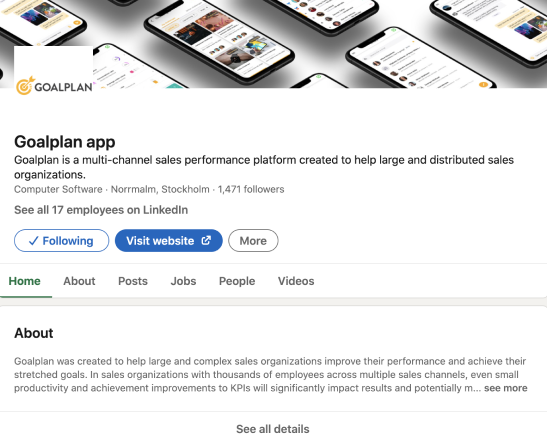 GOALPLAN
Goalplan app
Goalplan is a multi-channel sales performance platform created to help large and distributed sales
organizations.
Computer Software · Norrmalm, Stockholm · 1,471 followers
See all 17 employees on LinkedIn
✓ Following
Visit website
More
Home
About
Posts
Jobs
People
Videos
About
Goalplan was created to help large and complex sales organizations improve their performance and achieve their
stretched goals. In sales organizations with thousands of employees across multiple sales channels, even small
productivity and achievement improvements to KPIs will significantly impact results and potentially m... see more
See all details